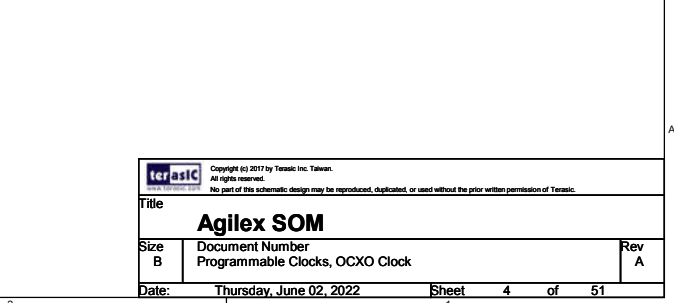 A
terasIC
www.terasic.com
Copyright (c) 2017 by Terasic Inc. Taiwan.
All rights reserved.
No part of this schematic design may be reproduced, duplicated, or used without the prior written permission of Terasic.
Title
Agilex SOM
Size
B
Document Number
Programmable Clocks, OCXO Clock
Rev
A
Date: Thursday, June 02, 2022 Sheet 4 of 51